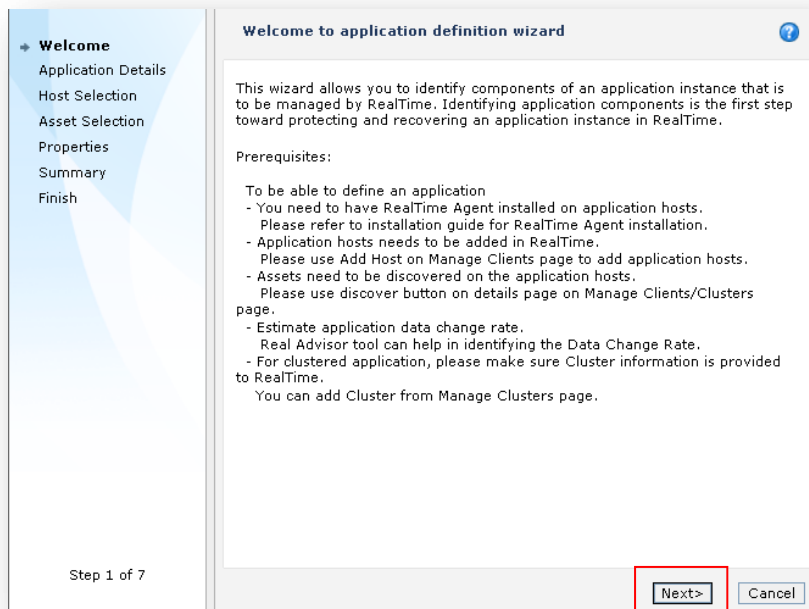 Welcome
Application Details
Host Selection
Asset Selection
Properties
Summary
Finish
Step 1 of 7
Welcome to application definition wizard
?
This wizard allows you to identify components of an application instance that is
to be managed by RealTime. Identifying application components is the first step
toward protecting and recovering an application instance in RealTime.
Prerequisites:
To be able to define an application
- You need to have RealTime Agent installed on application hosts.
Please refer to installation guide for RealTime Agent installation.
- Application hosts needs to be added in RealTime.
Please use Add Host on Manage Clients page to add application hosts.
- Assets need to be discovered on the application hosts.
Please use discover button on details page on Manage Clients/Clusters
page.
- Estimate application data change rate.
Real Advisor tool can help in identifying the Data Change Rate.
- For clustered application, please make sure Cluster information is provided
to RealTime.
You can add Cluster from Manage Clusters page.
Next>
Cancel